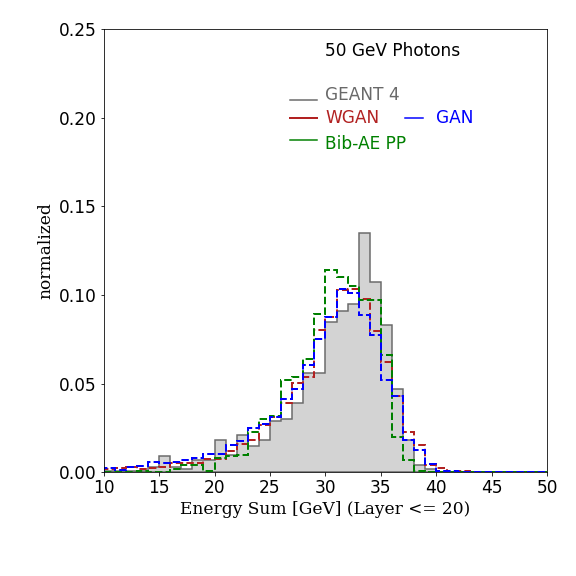 50 GeV Photons
GEANT 4
WGAN GAN
Bib-AE PP
normalized
0.25
0.20
0.15
0.10
0.05
0.00
10 15 20 25 30 35 40 45 50
Energy Sum [GeV] (Layer <= 20)